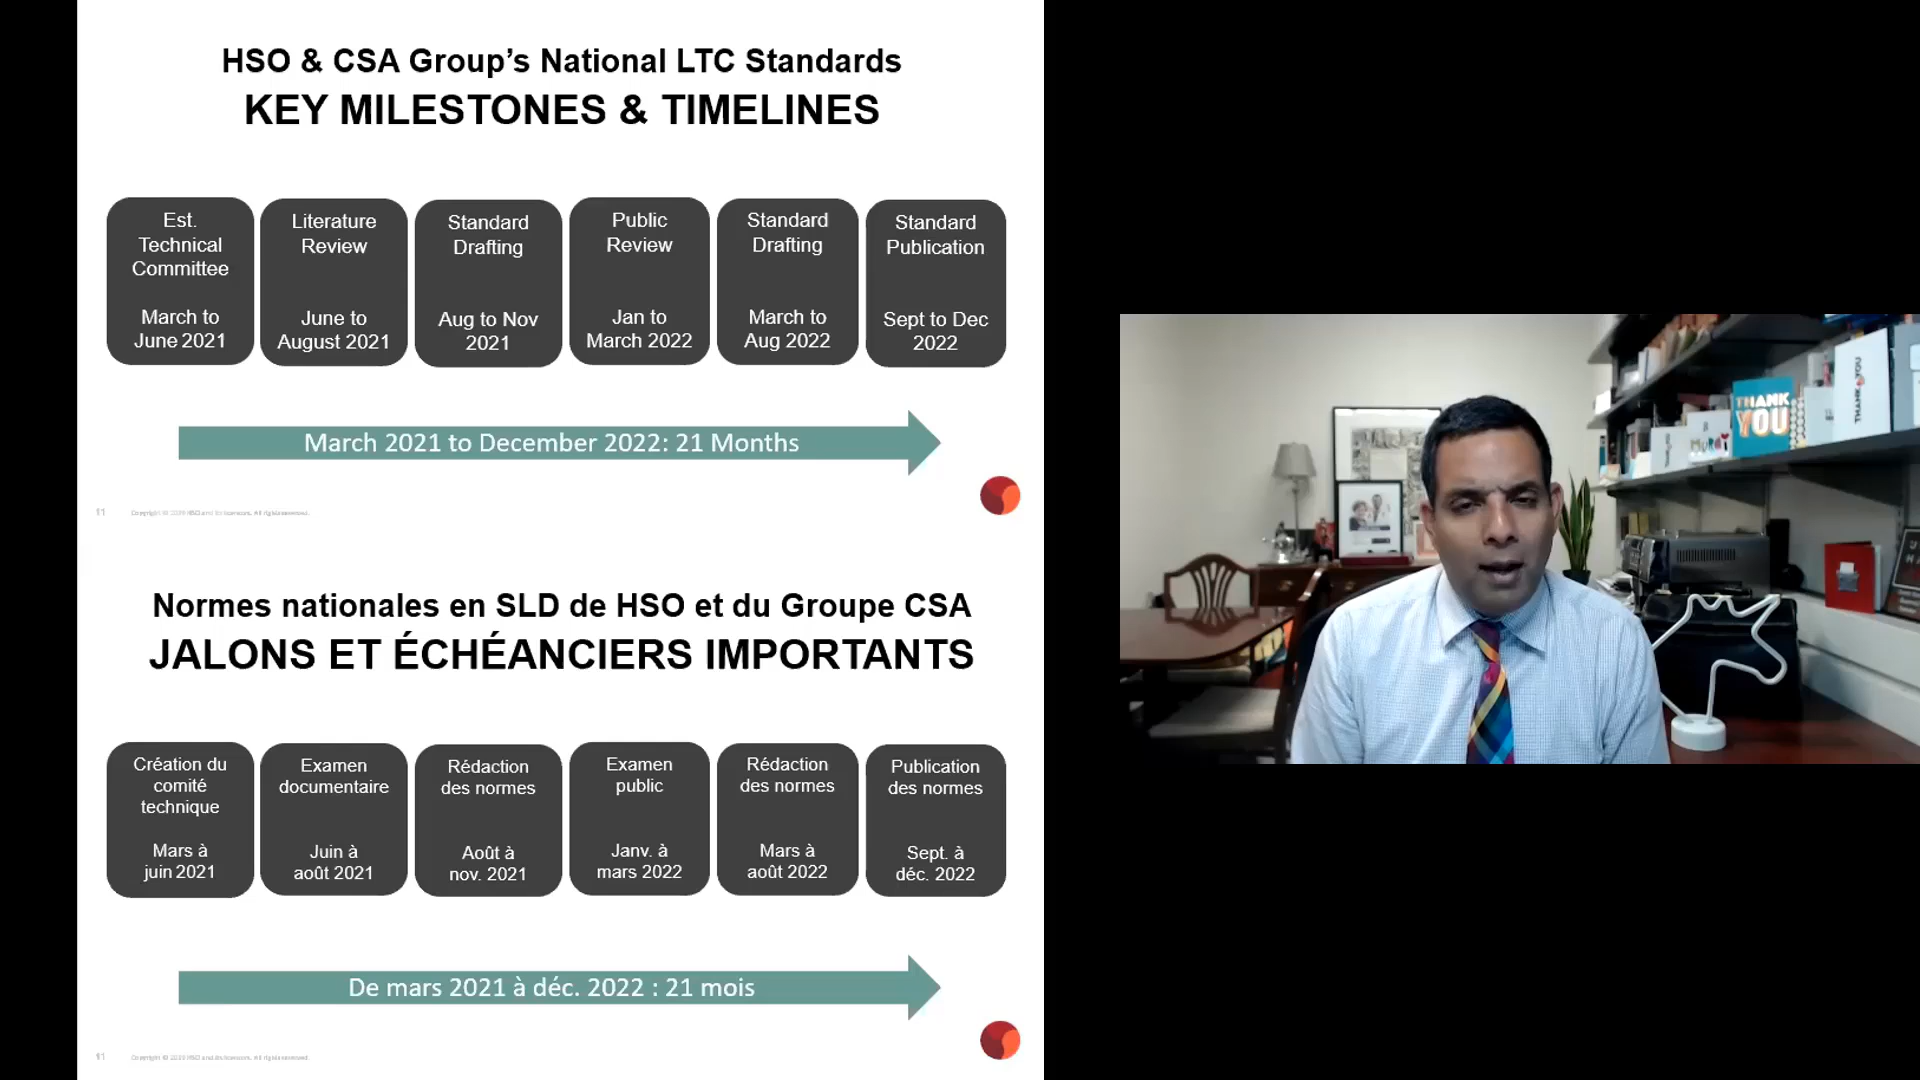 HSO & CSA Group’s National LTC Standards
KEY MILESTONES & TIMELINES
Est.
Technical
Committee
March to
June 2021
Literature
Review
June to
August 2021
Standard
Drafting
Aug to Nov
2021
Public
Review
Jan to
March 2022
Standard
Drafting
March to
Aug 2022
Standard
Publication
Sept to Dec
2022
March 2021 to December 2022: 21 Months
11
Normes nationales en SLD de HSO et du Groupe CSA
JALONS ET ÉCHÉANCIERS IMPORTANTS
Création du
comité
technique
Mars à
juin 2021
Examen
documentaire
Juin à
août 2021
Rédaction
des normes
Août à
nov. 2021
Examen
public
Janv. à
mars 2022
Rédaction
des normes
Mars à
août 2022
Publication
des normes
Sept. à
déc. 2022
De mars 2021 à déc. 2022 : 21 mois
11
THANK
YOU
THANK YOU